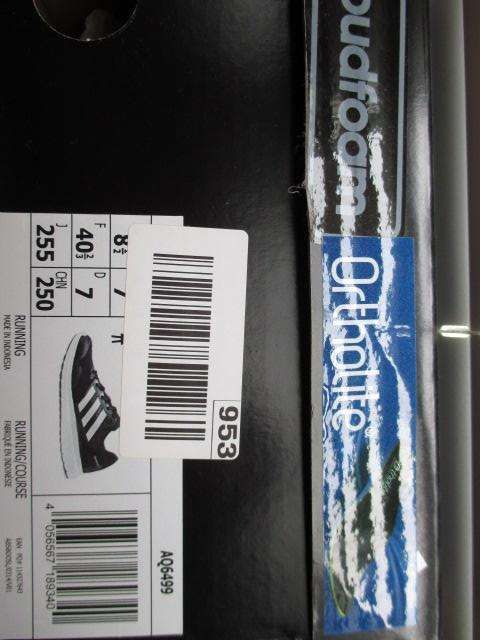 oudfoam
Ortholite
953
8½
F
40⅔
D
7
J
255
CHN
250
RUNNING
MADE IN INDONESIA
RUNNING/COURSE
FABRIQUÉ EN INDONÉSIE
4 056567 189340
AQ6499